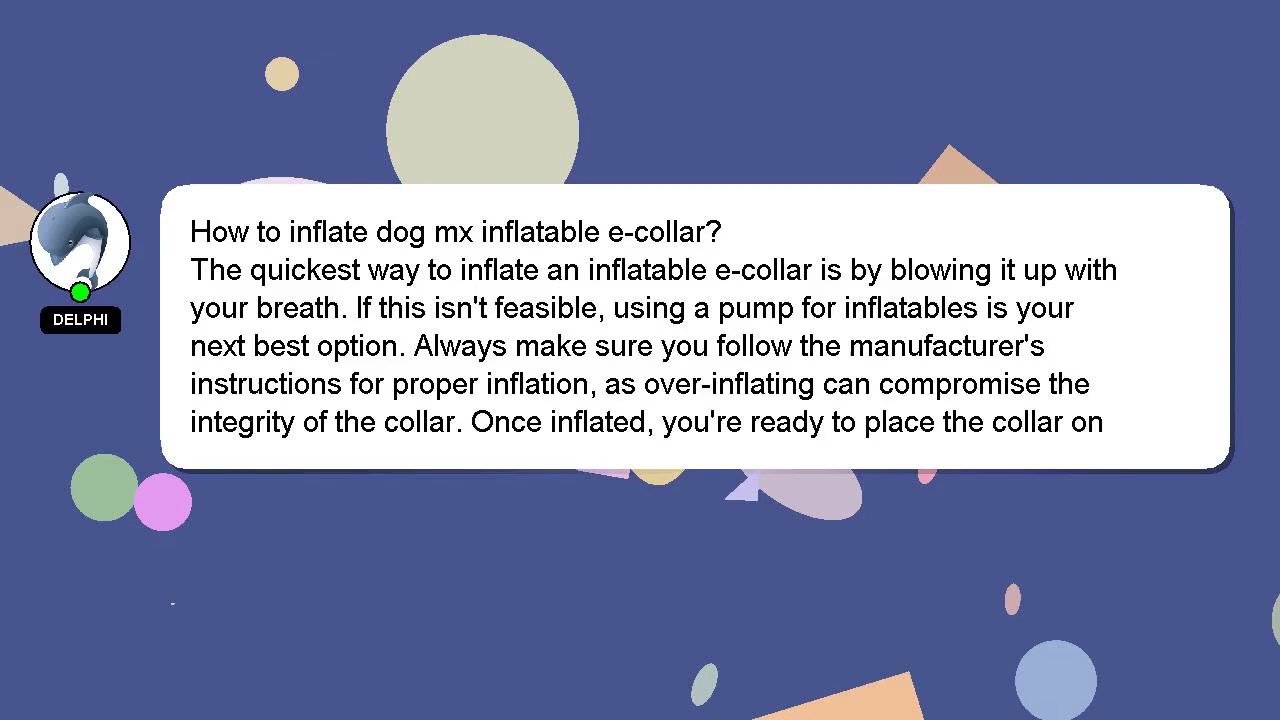 How to inflate dog mx inflatable e-collar?
The quickest way to inflate an inflatable e-collar is by blowing it up with
your breath. If this isn't feasible, using a pump for inflatables is your
next best option. Always make sure you follow the manufacturer's
instructions for proper inflation, as over-inflating can compromise the
integrity of the collar. Once inflated, you're ready to place the collar on
DELPHI